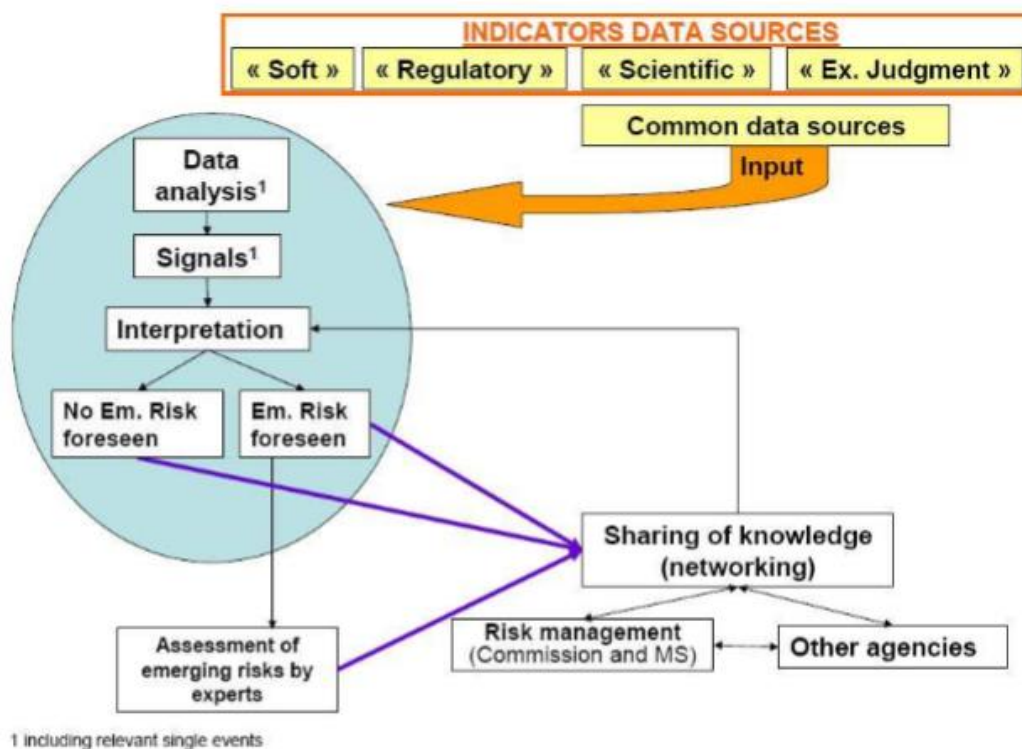 INDICATORS DATA SOURCES
« Soft »
« Regulatory »
« Scientific »
« Ex. Judgment »
Common data sources
Input
Data
analysis¹
Signals¹
Interpretation
No Em. Risk
foreseen
Em. Risk
foreseen
Sharing of knowledge
(networking)
Risk management
(Commission and MS)
Other agencies
Assessment of
emerging risks by
experts
1 including relevant single events